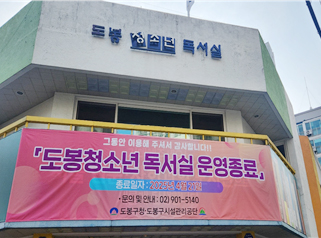 도봉 청소년 독서실
그동안 이용해 주셔서 감사합니다!!
『도봉청소년 독서실 운영종료』
종료일자 :
•문의 및 안내 : 02) 901-5140
도봉구청·도봉구시설관리공단